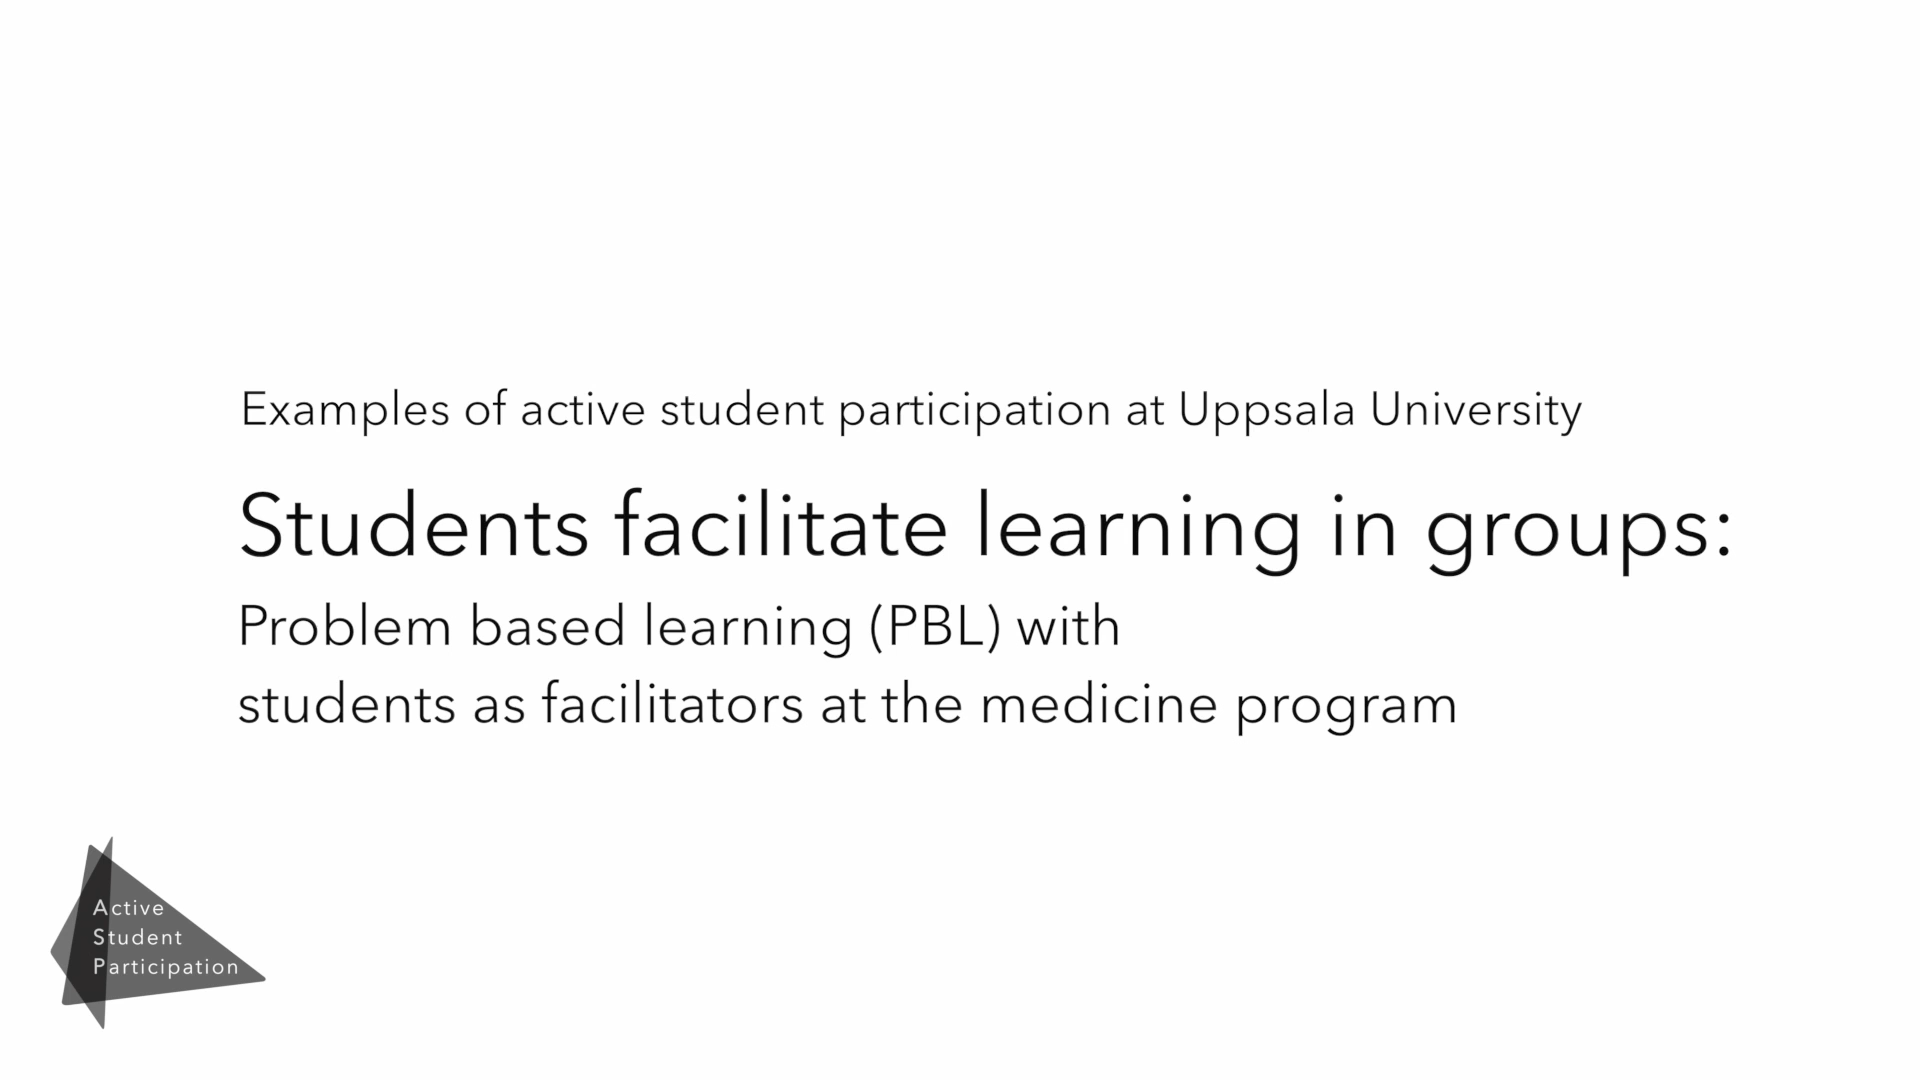 Examples of active student participation at Uppsala University
Students facilitate learning in groups:
Problem based learning (PBL) with
students as facilitators at the medicine program
Active
Student
Participation